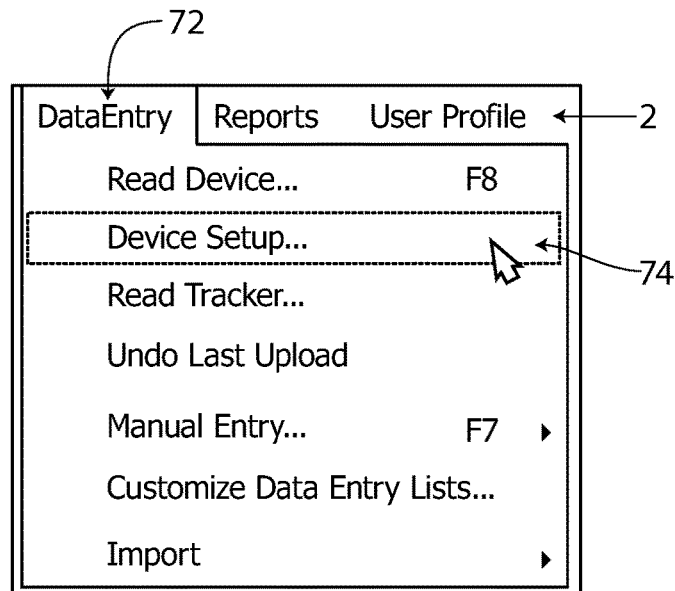 72
DataEntry Reports User Profile 2
Read Device... F8
Device Setup...
74
Read Tracker...
Undo Last Upload
Manual Entry... F7
Customize Data Entry Lists...
Import